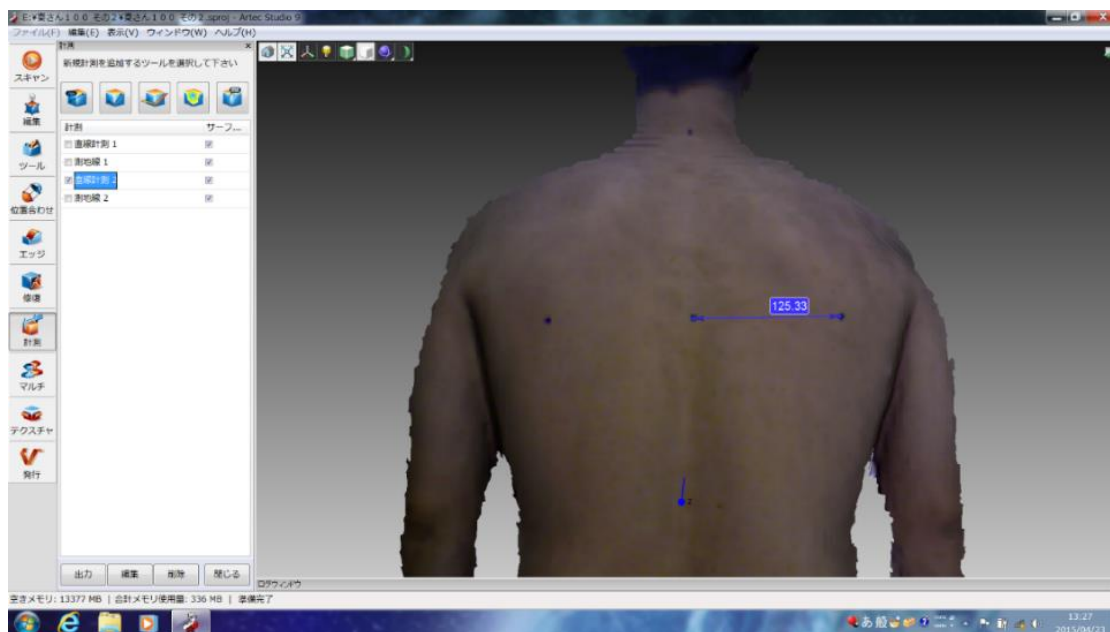 E:¥東さん100 その2¥東さん100 その2.sproj - Artec Studio 9
ファイル(F) 編集(E) 表示(V) ウィンドウ(W) ヘルプ(H)
計測
新規計測を追加するツールを選択して下さい
計測 サーフ...
直線計測 1
測地線 1
直線計測 2
測地線 2
スキャン
編集
ツール
位置合わせ
エッジ
修復
計測
マルチ
テクスチャ
発行
125.33
出力 編集 削除 閉じる
ログウィンドウ
空きメモリ: 13377 MB | 合計メモリ使用量: 336 MB | 準備完了
あ 般
13:27
2015/04/23